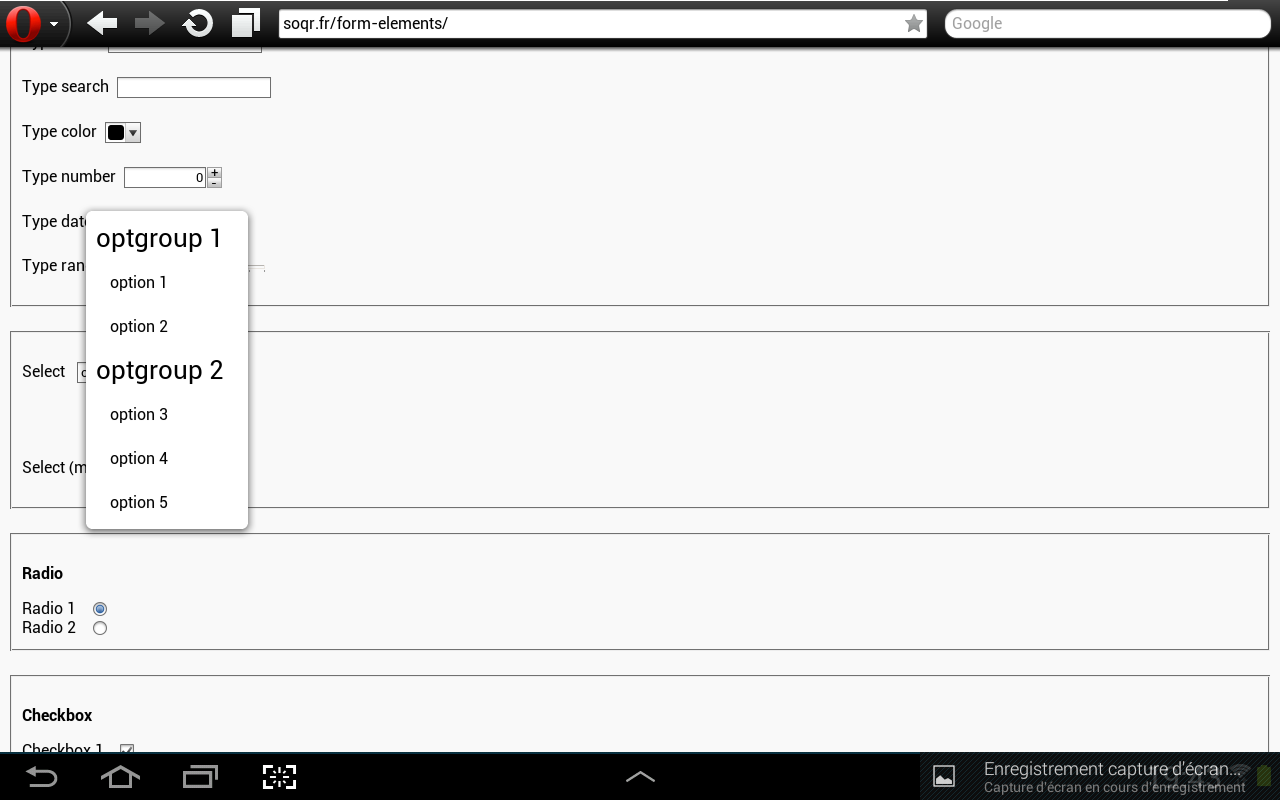 soqr.fr/form-elements/
Google
Type search
Type color
Type number 0 + -
Type dat
Type ran
optgroup 1
option 1
option 2
optgroup 2
option 3
option 4
option 5
Select
Select (m
Radio
Radio 1
Radio 2
Checkbox
Checkbox 1
Enregistrement capture d'écran...
Capture d'écran en cours d'enregistrement
19:43